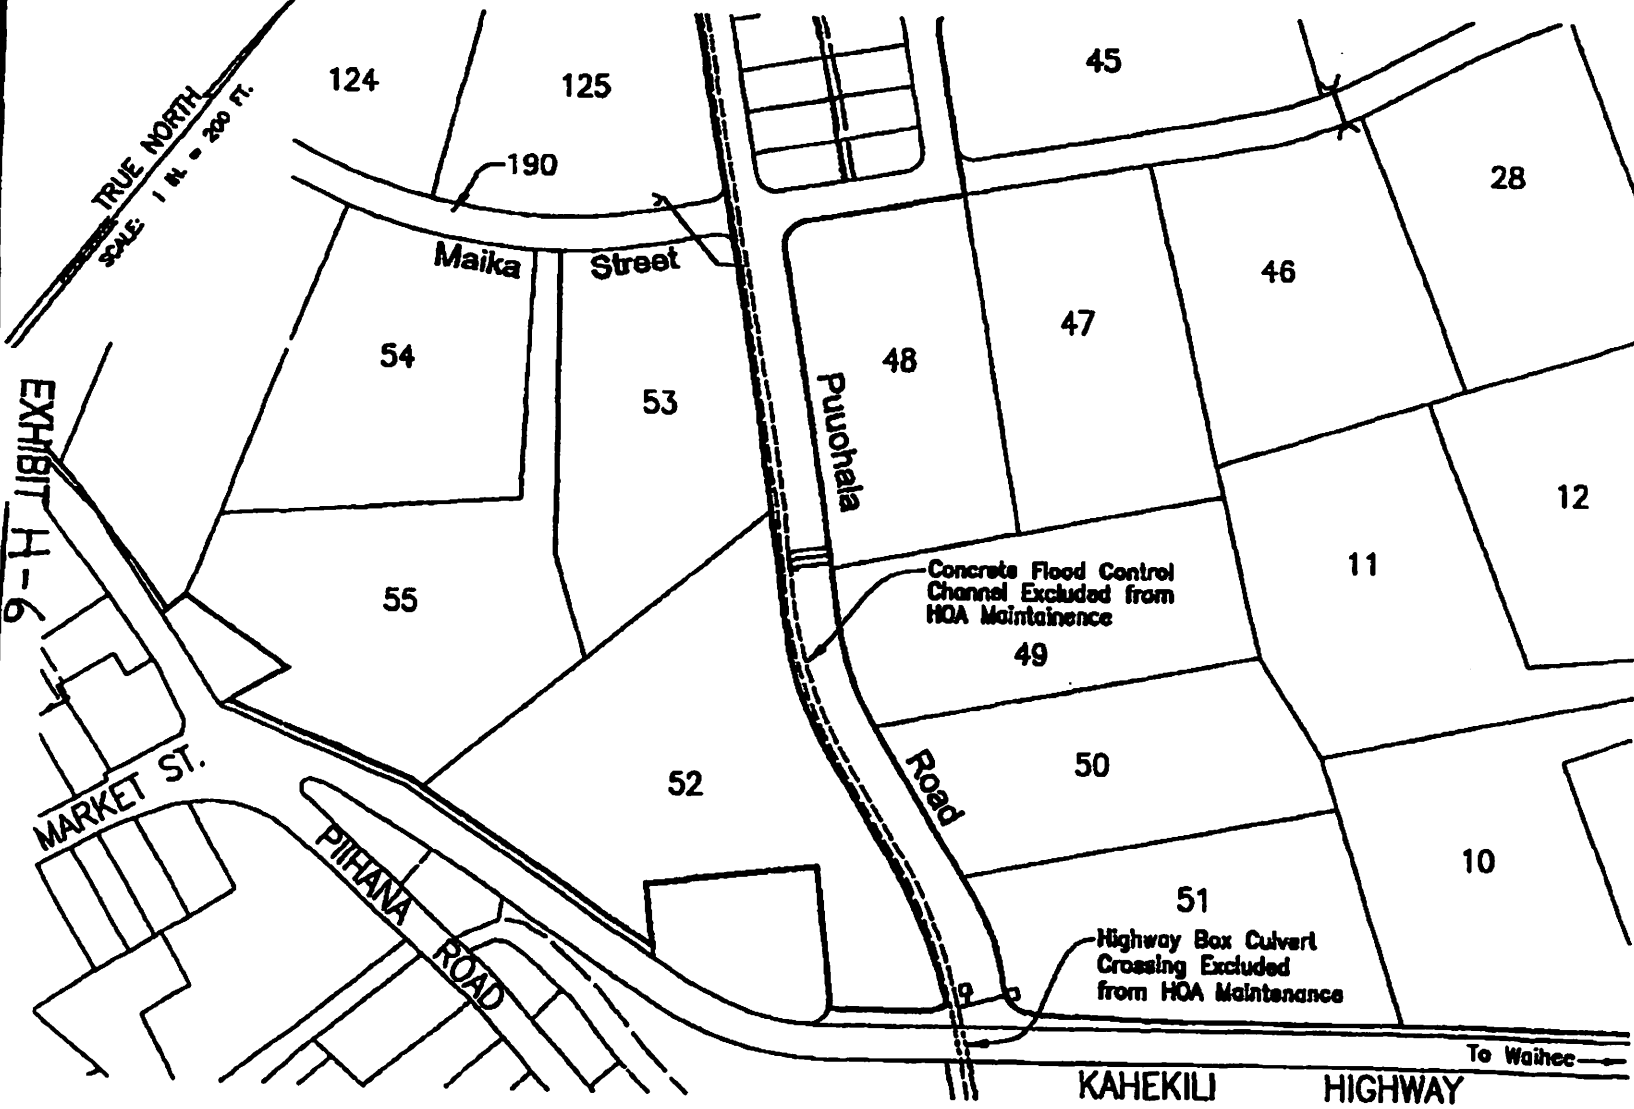 124
125
45
TRUE NORTH
SCALE: 1 IN. = 200 FT.
190
28
Maika Street
46
47
54
48
53
Puuohala
EXHIBIT H-6
12
11
Concrete Flood Control
Channel Excluded from
HOA Maintainence
55
49
Road
50
MARKET ST.
52
PIIHANA ROAD
10
51
Highway Box Culvert
Crossing Excluded
from HOA Maintenance
To Waihee
KAHEKILI HIGHWAY